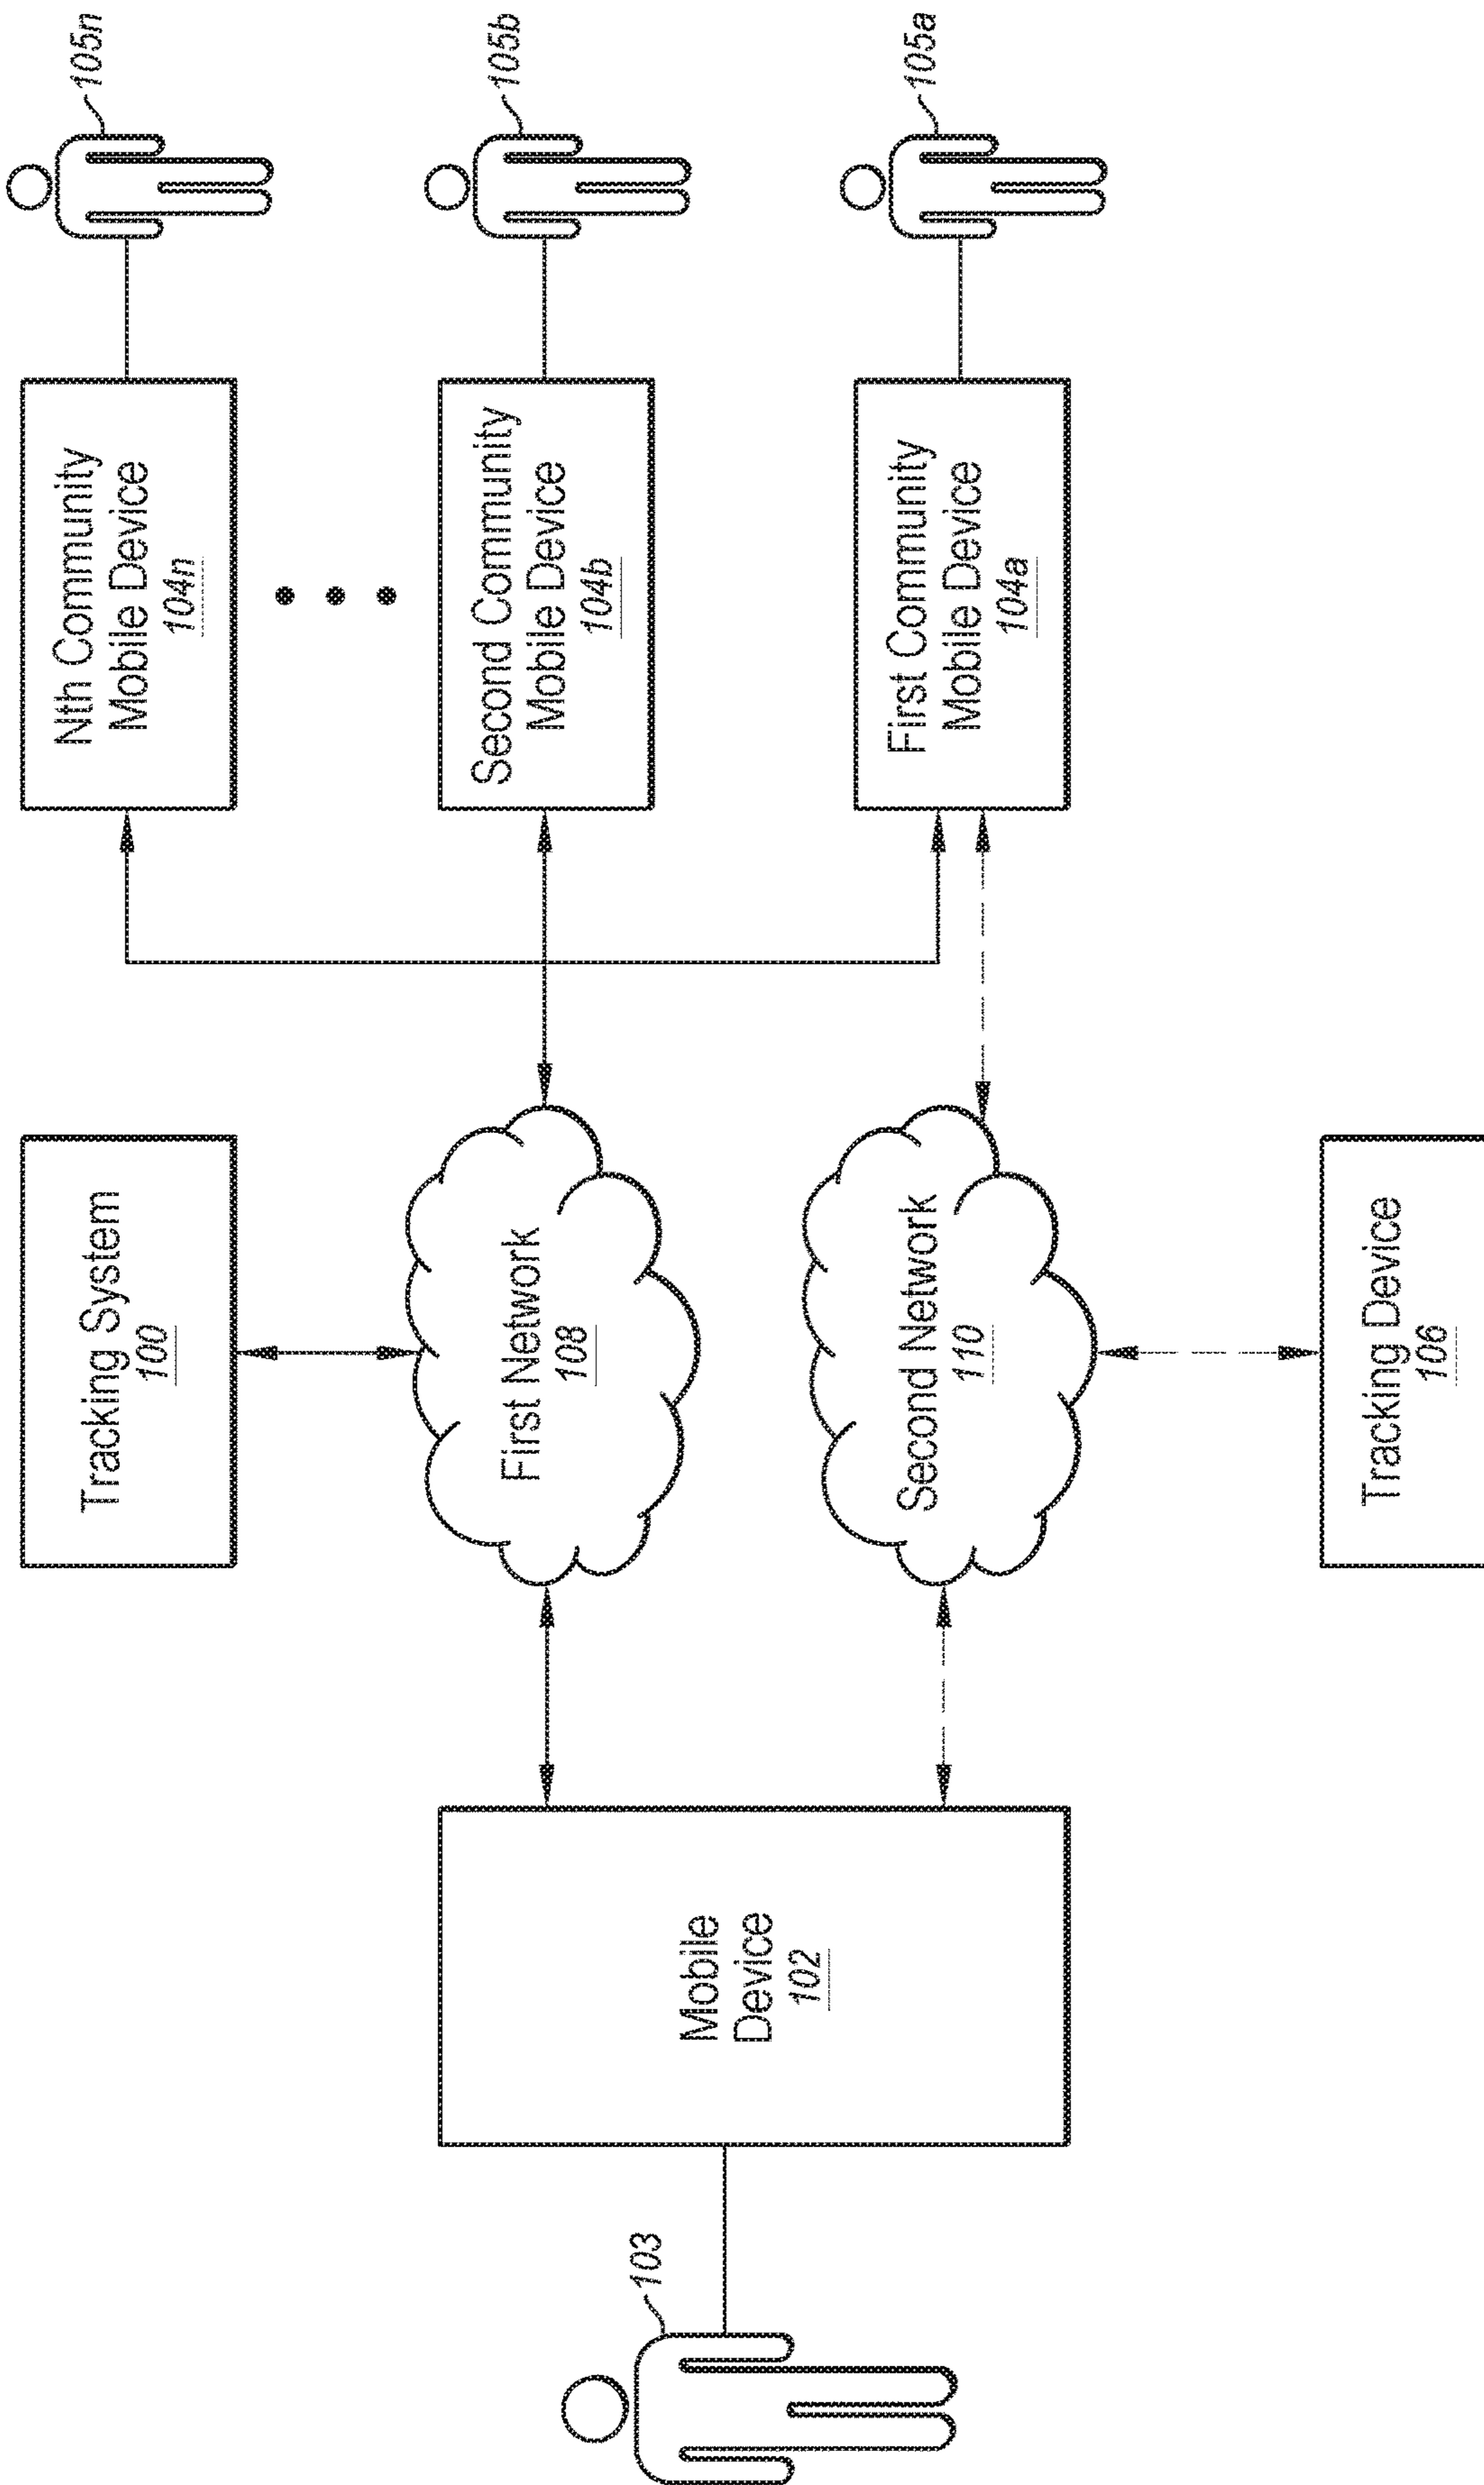 Tracking System
100
Nth Community
Mobile Device
104n
105n
103
Mobile
Device
102
First Network
108
Second Community
Mobile Device
104b
105b
Second Network
110
First Community
Mobile Device
104a
105a
Tracking Device
106